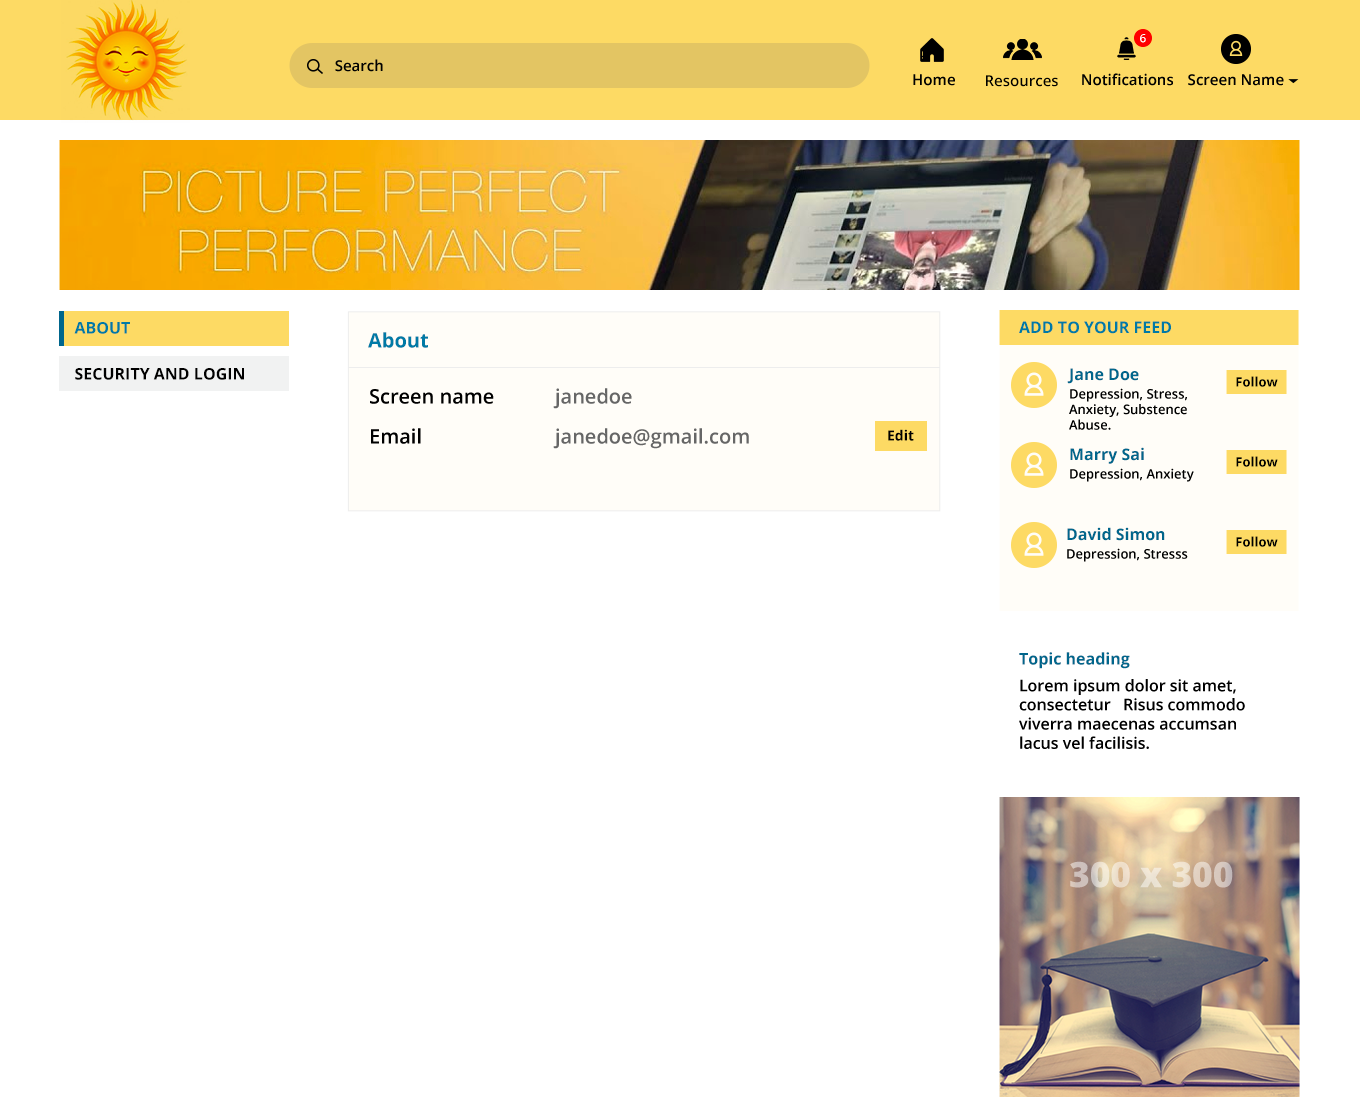 Search
Home
Resources
6
Notifications
Screen Name
PICTURE PERFECT
PERFORMANCE
ABOUT
SECURITY AND LOGIN
About
Screen name janedoe
Email janedoe@gmail.com
Edit
ADD TO YOUR FEED
Jane Doe
Depression, Stress,
Anxiety, Substence
Abuse.
Follow
Marry Sai
Depression, Anxiety
Follow
David Simon
Depression, Stresss
Follow
Topic heading
Lorem ipsum dolor sit amet,
consectetur Risus commodo
viverra maecenas accumsan
lacus vel facilisis.
300 x 300